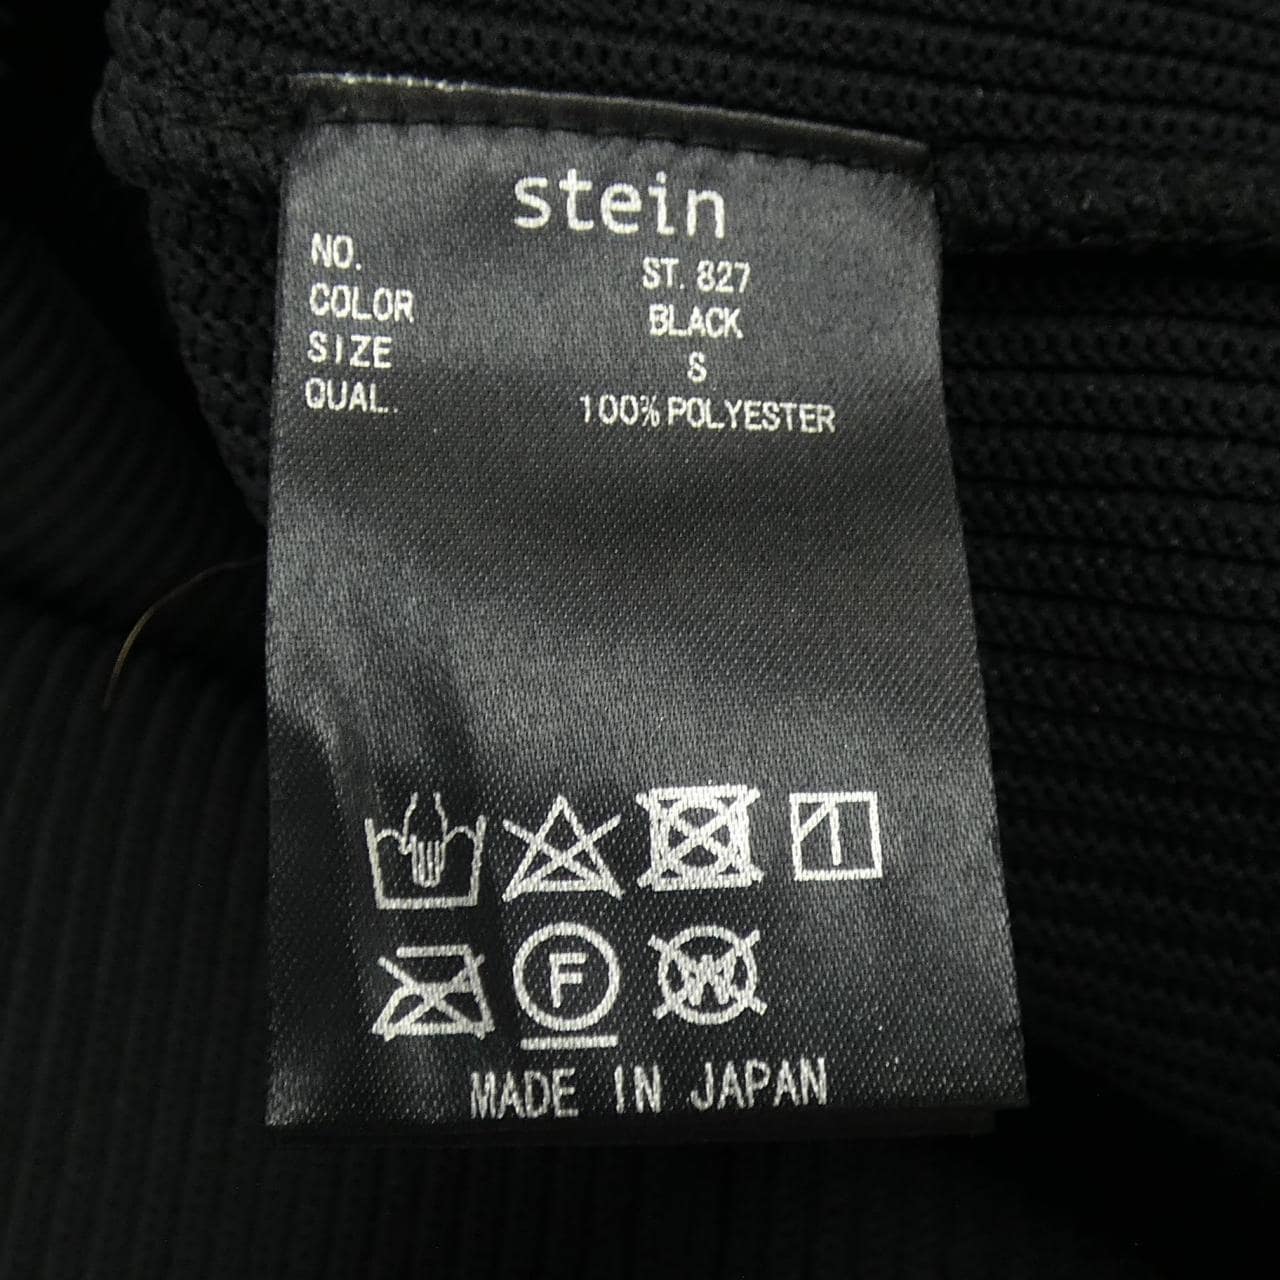 stein
NO. ST. 827
COLOR BLACK
SIZE S
QUAL. 100% POLYESTER
F W
MADE IN JAPAN